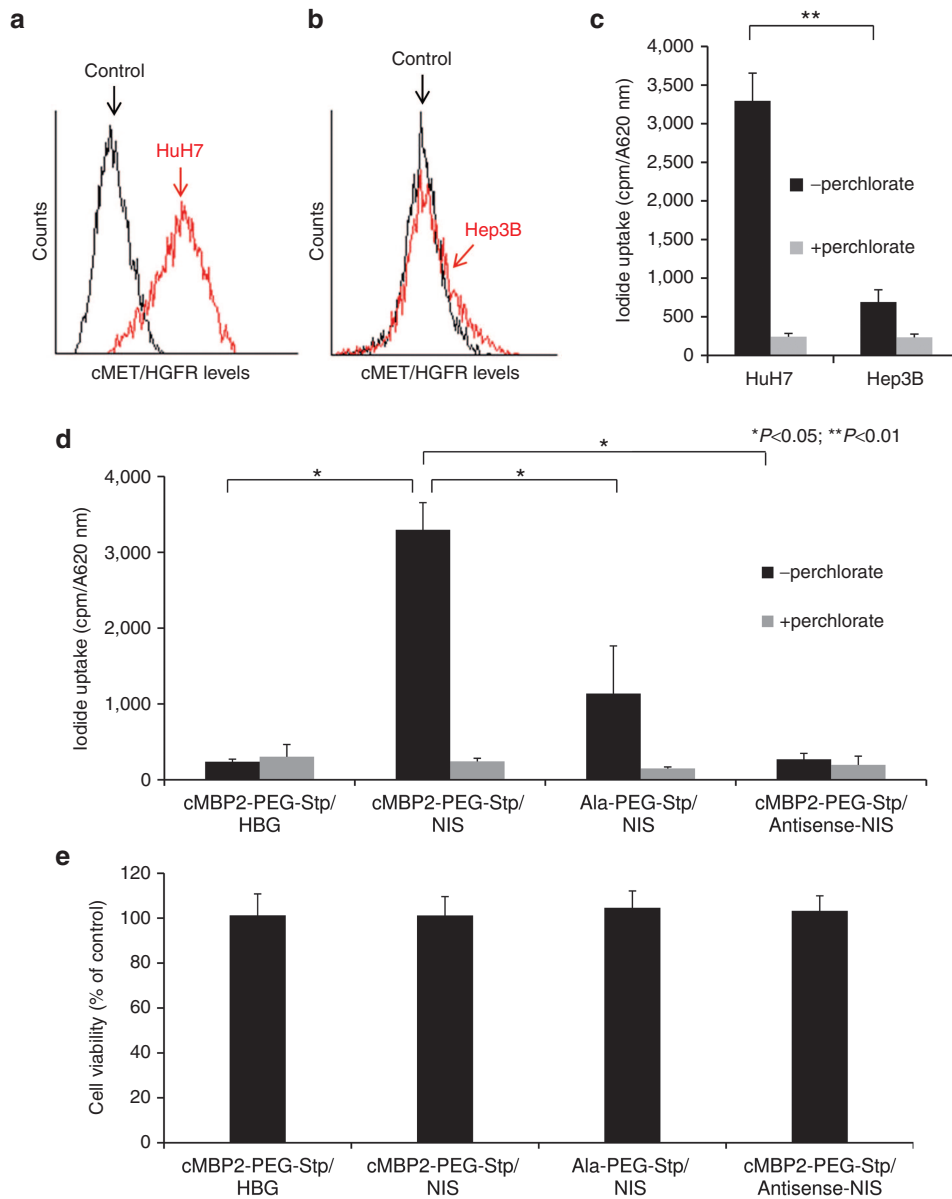 a
Control
HuH7
Counts
cMET/HGFR levels
b
Control
Hep3B
Counts
cMET/HGFR levels
c
**
Iodide uptake (cpm/A620 nm)
4,000
3,500
3,000
2,500
2,000
1,500
1,000
500
0
–perchlorate
+perchlorate
HuH7
Hep3B
d
*P<0.05; **P<0.01
*
*
*
Iodide uptake (cpm/A620 nm)
4,000
3,000
2,000
1,000
0
–perchlorate
+perchlorate
cMBP2-PEG-Stp/
HBG
cMBP2-PEG-Stp/
NIS
Ala-PEG-Stp/
NIS
cMBP2-PEG-Stp/
Antisense-NIS
e
Cell viability (% of control)
120
100
80
60
40
20
0
cMBP2-PEG-Stp/
HBG
cMBP2-PEG-Stp/
NIS
Ala-PEG-Stp/
NIS
cMBP2-PEG-Stp/
Antisense-NIS